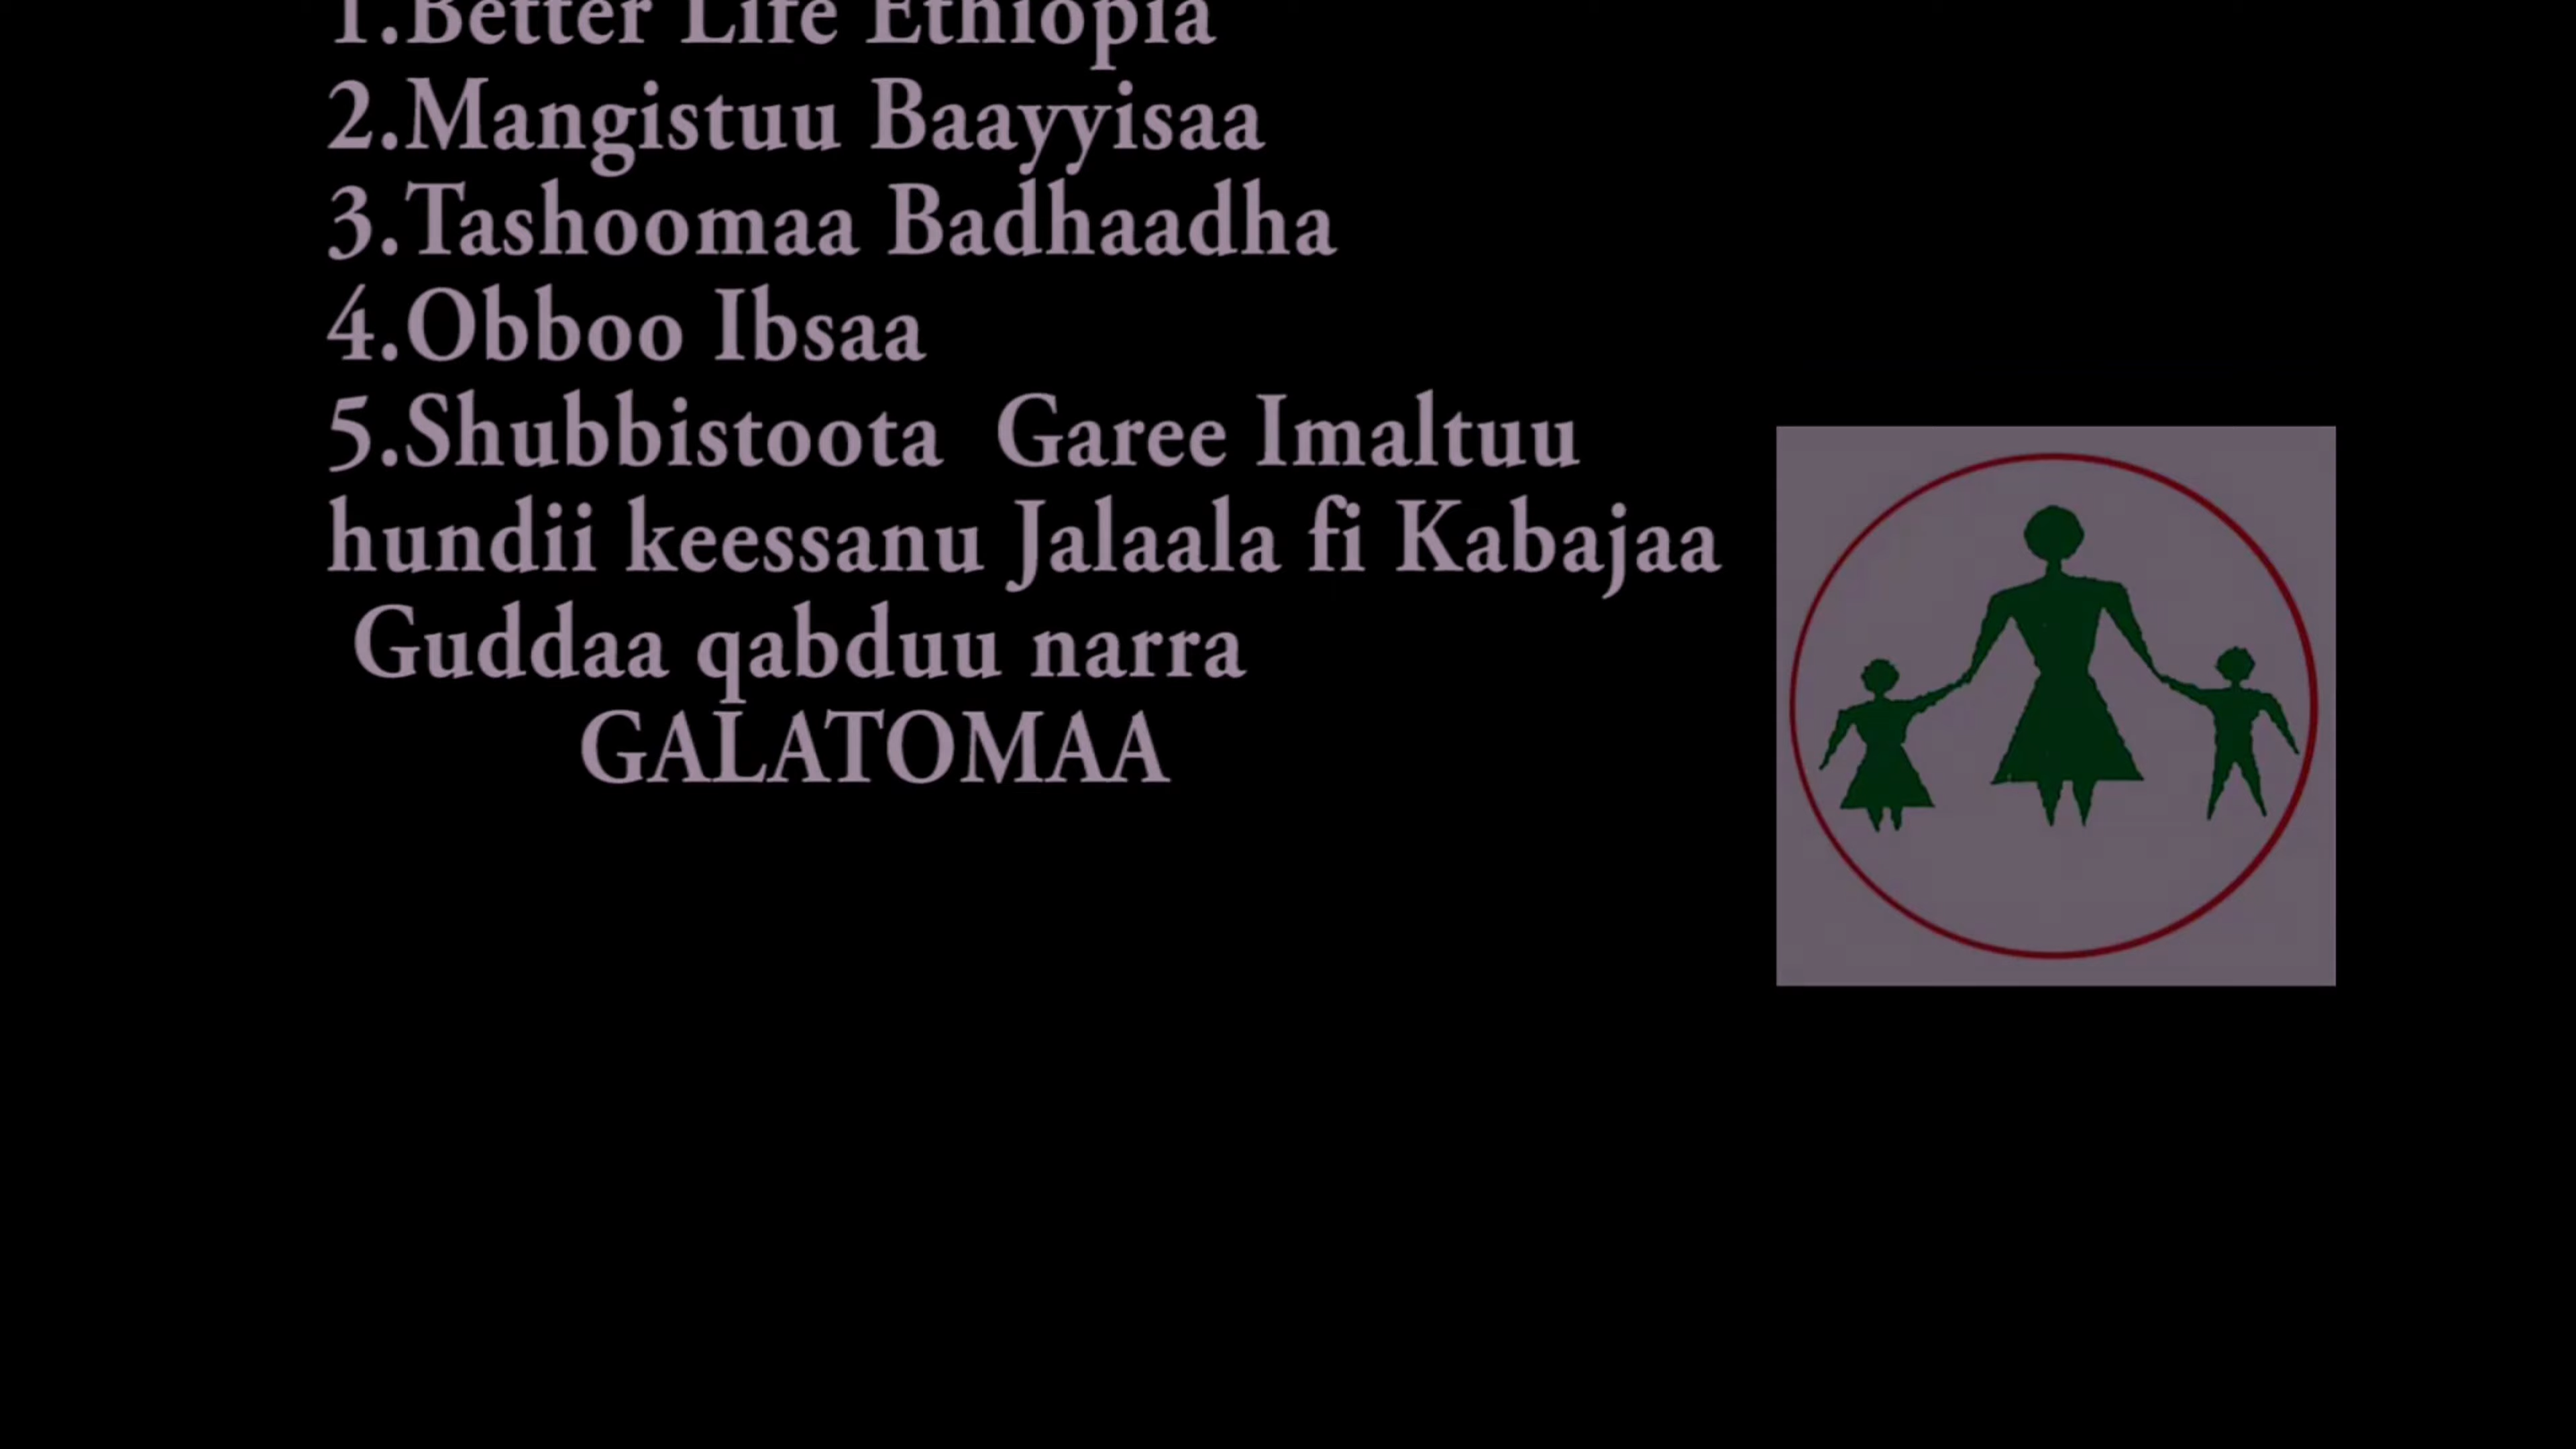 1.Better Life Ethiopia
2.Mangistuu Baayyisaa
3.Tashoomaa Badhaadha
4.Obboo Ibsaa
5.Shubbistoota Garee Imaltuu
hundii keessanu Jalaala fi Kabajaa
Guddaa qabduu narra
GALATOMAA